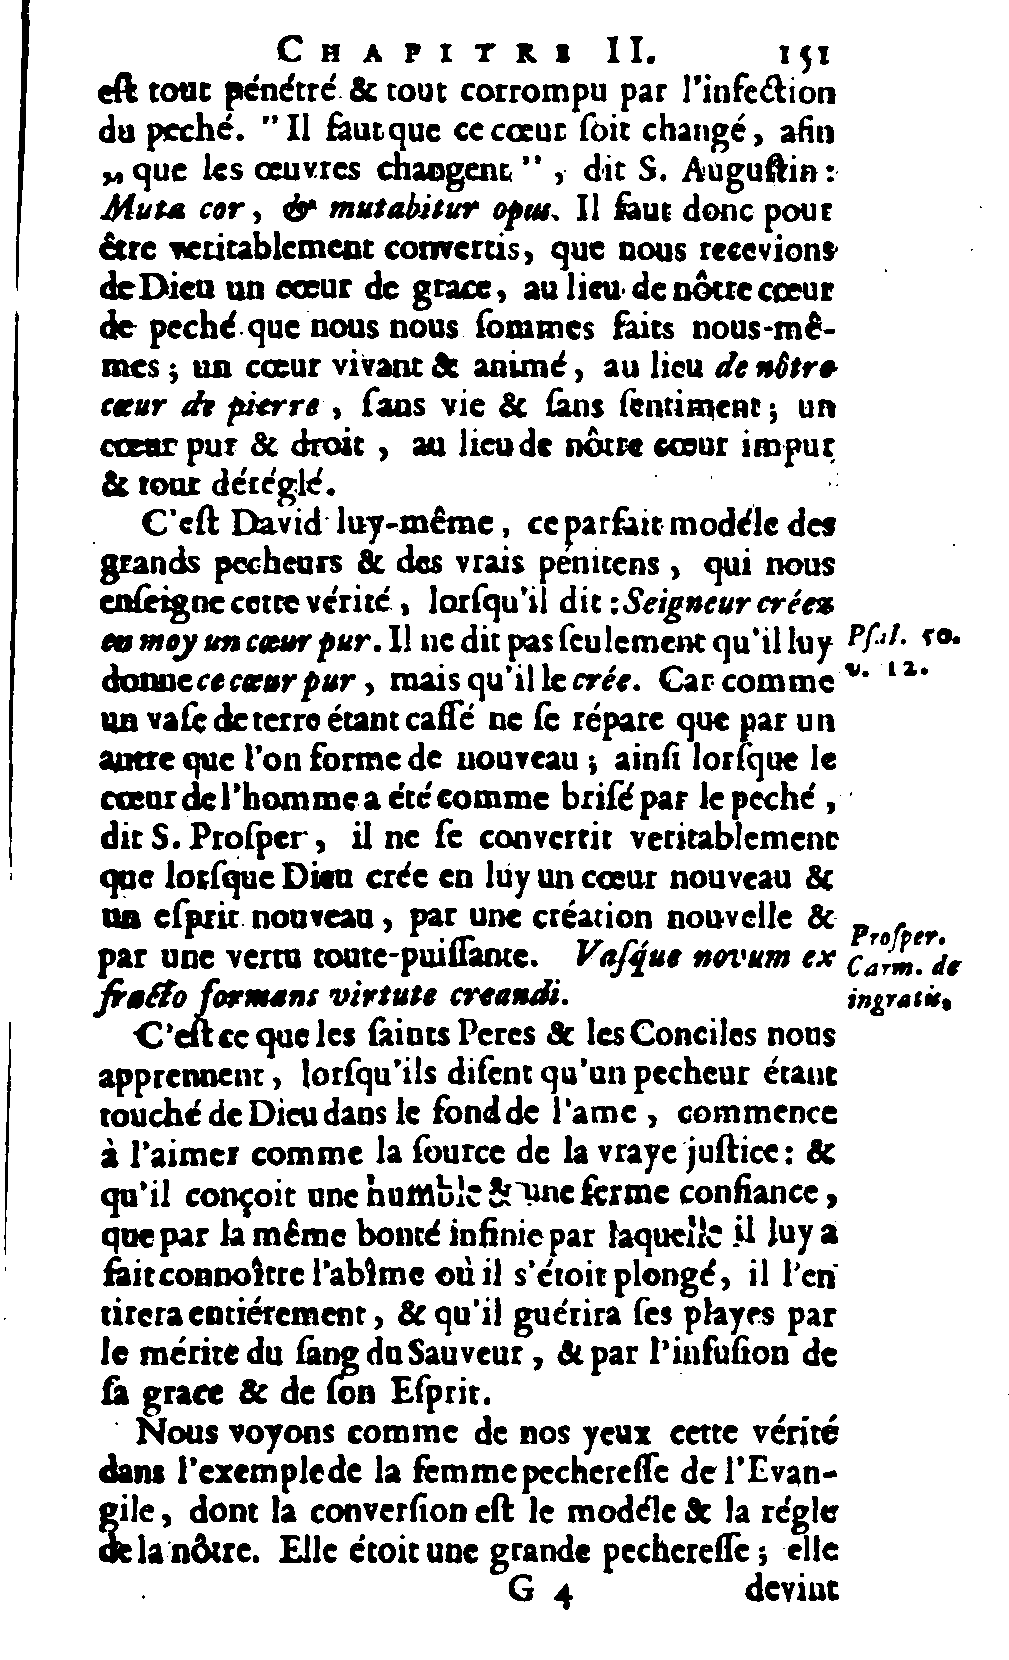 CHAPITRE II. 151
eſt tout pénétré & tout corrompu par l'infection
du peché. "Il faut que ce cœur ſoit changé, afin
„ que les œuvres changent", dit S. Auguſtin:
Muta cor, & mutabitur opus. Il faut donc pour
être veritablement convertis, que nous recevions
de Dieu un cœur de grace, au lieu de nôtre cœur
de peché que nous nous ſommes faits nous-mê-
mes; un cœur vivant & animé, au lieu de nôtre
cœur de pierre, ſans vie & ſans ſentiment; un
cœur pur & droit, au lieu de nôtre cœur impur
& tout déréglé.
C'eſt David luy-même, ce parfait modéle des
grands pecheurs & des vrais pénitens, qui nous
enſeigne cette vérité, lorſqu'il dit: Seigneur créez
en moy un cœur pur. Il ne dit pas ſeulement qu'il luy
Pſal. 50.
donne ce cœur pur, mais qu'il le crée. Car comme
v. 12.
un vaſe de terre étant caſſé ne ſe répare que par un
autre que l'on forme de nouveau; ainſi lorſque le
cœur de l'homme a été comme briſé par le peché,
dit S. Proſper, il ne ſe convertit veritablement
que lorſque Dieu crée en luy un cœur nouveau &
un eſprit nouveau, par une création nouvelle &
par une vertu toute-puiſſante. Vaſque novum ex
fracto formans virtute creandi.
Proſper.
Carm. de
ingratis.
C'eſt ce que les ſaints Peres & les Conciles nous
apprennent, lorſqu'ils diſent qu'un pecheur étant
touché de Dieu dans le fond de l'ame, commence
à l'aimer comme la ſource de la vraye juſtice: &
qu'il conçoit une humble & une ferme confiance,
que par la même bonté infinie par laquelle il luy a
fait connoître l'abîme où il s'étoit plongé, il l'en
tirera entiérement, & qu'il guérira ſes playes par
le mérite du ſang du Sauveur, & par l'infuſion de
ſa grace & de ſon Eſprit.
Nous voyons comme de nos yeux cette vérité
dans l'exemple de la femme pechereſſe de l'Evan-
gile, dont la converſion eſt le modéle & la régle
de la nôtre. Elle étoit une grande pechereſſe; elle
G 4 devint